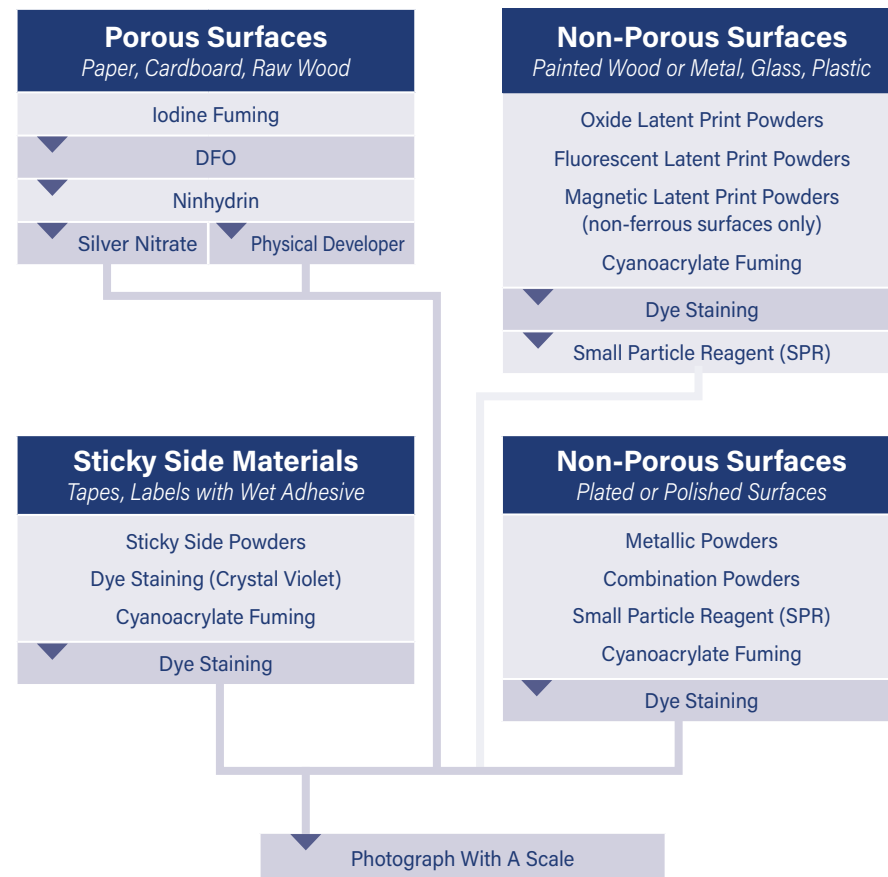 Porous Surfaces
Paper, Cardboard, Raw Wood
Iodine Fuming
DFO
Ninhydrin
Silver Nitrate
Physical Developer
Non-Porous Surfaces
Painted Wood or Metal, Glass, Plastic
Oxide Latent Print Powders
Fluorescent Latent Print Powders
Magnetic Latent Print Powders
(non-ferrous surfaces only)
Cyanoacrylate Fuming
Dye Staining
Small Particle Reagent (SPR)
Sticky Side Materials
Tapes, Labels with Wet Adhesive
Sticky Side Powders
Dye Staining (Crystal Violet)
Cyanoacrylate Fuming
Dye Staining
Non-Porous Surfaces
Plated or Polished Surfaces
Metallic Powders
Combination Powders
Small Particle Reagent (SPR)
Cyanoacrylate Fuming
Dye Staining
Photograph With A Scale